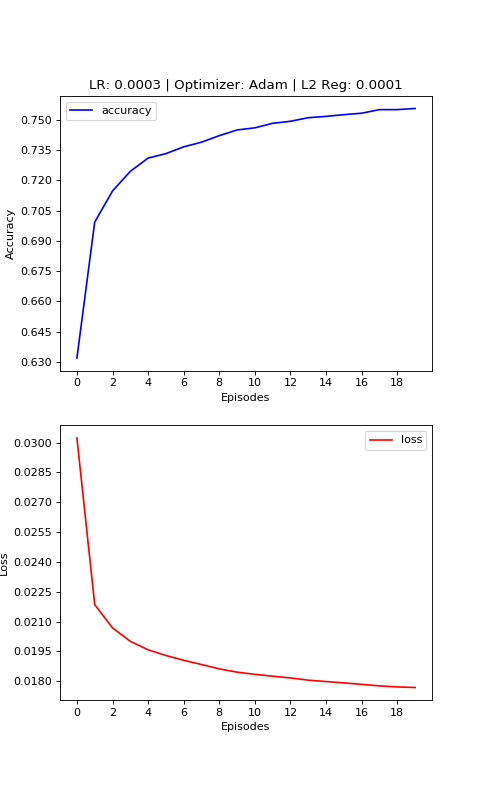 LR: 0.0003 | Optimizer: Adam | L2 Reg: 0.0001
accuracy
0.750
0.735
0.720
0.705
0.690
0.675
0.660
0.645
0.630
Accuracy
0 2 4 6 8 10 12 14 16 18
Episodes
loss
0.0300
0.0285
0.0270
0.0255
0.0240
0.0225
0.0210
0.0195
0.0180
Loss
0 2 4 6 8 10 12 14 16 18
Episodes